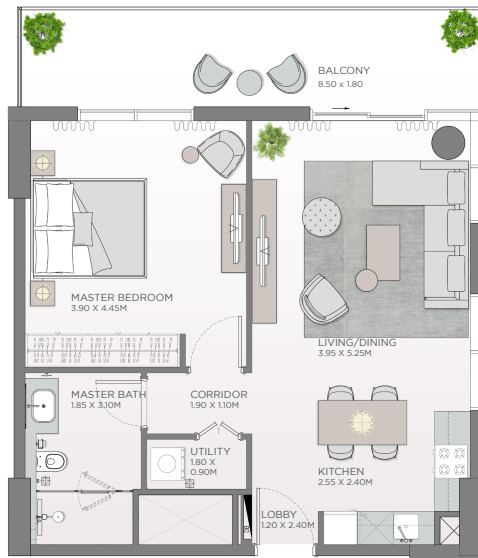 BALCONY
8.50 x 1.80
MASTER BEDROOM
3.90 X 4.45M
LIVING/DINING
3.95 X 5.25M
MASTER BATH
1.85 X 3.10M
CORRIDOR
1.90 X 1.10M
UTILITY
1.80 X
0.90M
KITCHEN
2.55 X 2.40M
LOBBY
1.20 X 2.40M